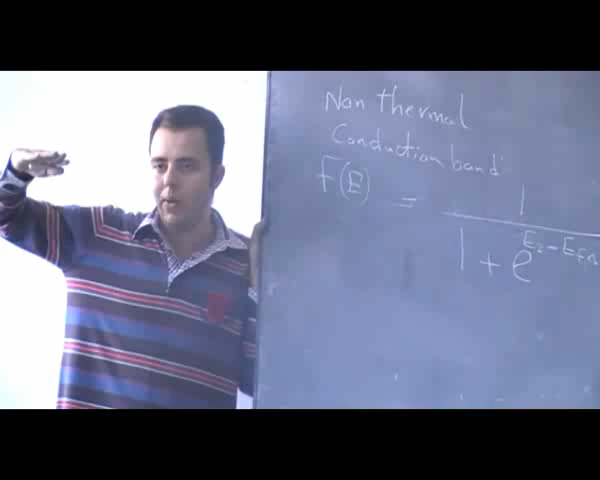 Non thermal
Conduction band
F(E) = 1
1 + e E2 - EFn